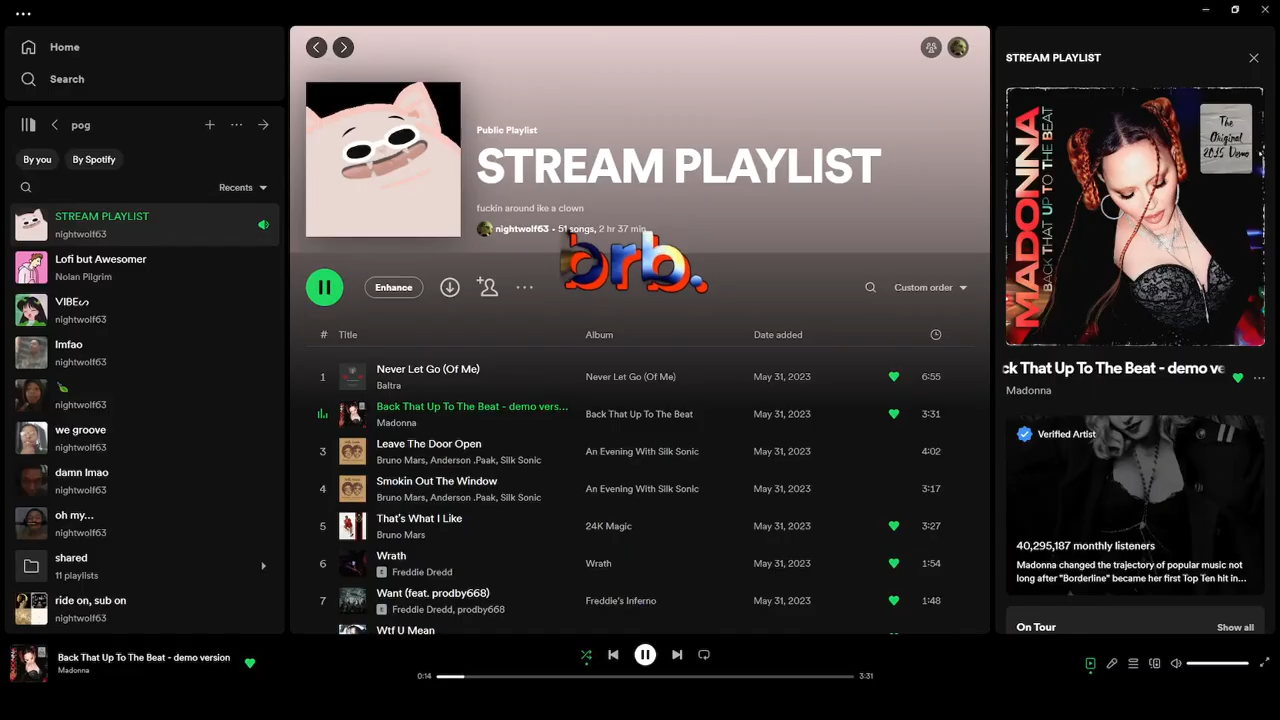 Home
Search
pog
By you
By Spotify
Recents
STREAM PLAYLIST
nightwolf63
Lofi but Awesomer
Nolan Pilgrim
VIBEᔕ
nightwolf63
lmfao
nightwolf63
nightwolf63
we groove
nightwolf63
damn lmao
nightwolf63
oh my...
nightwolf63
shared
11 playlists
ride on, sub on
nightwolf63
Public Playlist
STREAM PLAYLIST
fuckin around ike a clown
nightwolf63 • 51 songs, 2 hr 37 min
brb.
Enhance
Custom order
# Title Album Date added
1 Never Let Go (Of Me) Never Let Go (Of Me) May 31, 2023 6:55
Baltra
Back That Up To The Beat - demo vers... Back That Up To The Beat May 31, 2023 3:31
Madonna
3 Leave The Door Open An Evening With Silk Sonic May 31, 2023 4:02
Bruno Mars, Anderson .Paak, Silk Sonic
4 Smokin Out The Window An Evening With Silk Sonic May 31, 2023 3:17
Bruno Mars, Anderson .Paak, Silk Sonic
5 That's What I Like 24K Magic May 31, 2023 3:27
Bruno Mars
6 Wrath Wrath May 31, 2023 1:54
E Freddie Dredd
7 Want (feat. prodby668) Freddie's Inferno May 31, 2023 1:48
E Freddie Dredd, prodby668
Wtf U Mean
STREAM PLAYLIST
MADONNA
BACK THAT UP TO THE BEAT
The
Original
2015 Demo
ck That Up To The Beat - demo ve
Madonna
Verified Artist
40,295,187 monthly listeners
Madonna changed the trajectory of popular music not
long after "Borderline" became her first Top Ten hit in...
On Tour
Show all
Back That Up To The Beat - demo version
Madonna
0:14
3:31